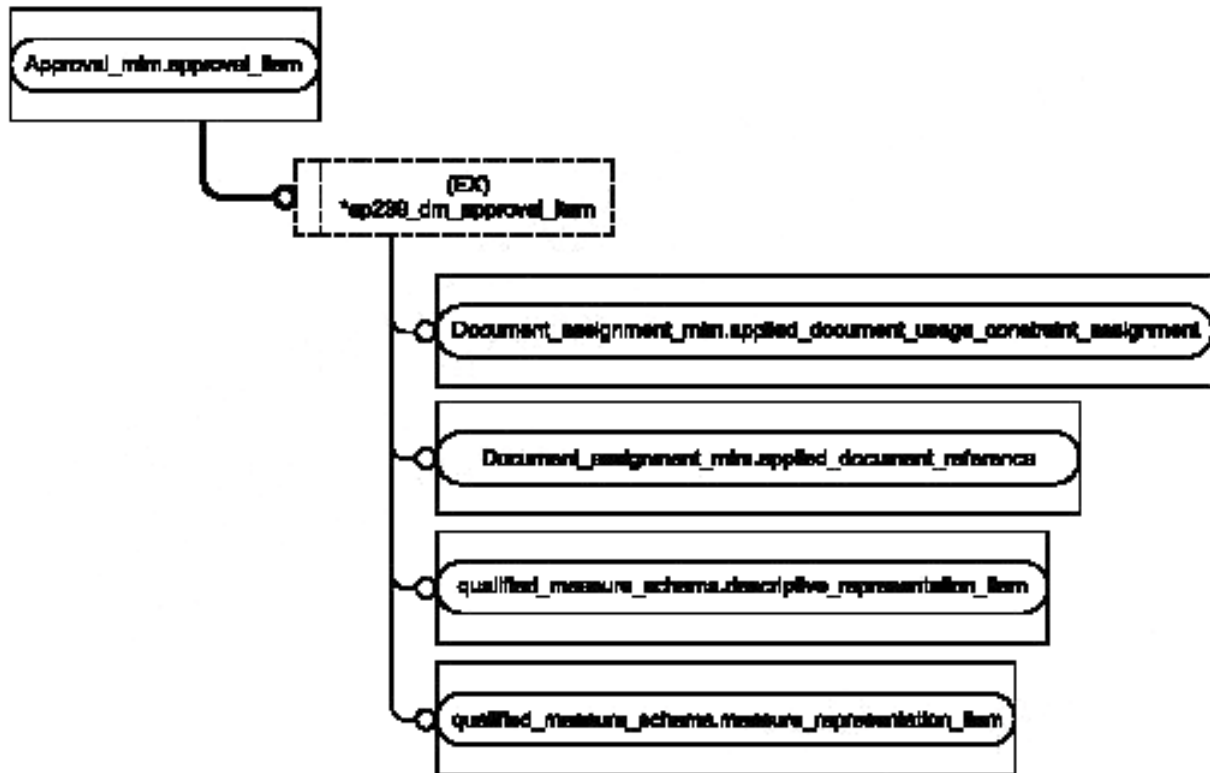 Approval_mim.approval_item
(EX)
*ap239_dm_approval_item
Document_assignment_mim.applied_document_usage_constraint_assignment
Document_assignment_mim.applied_document_reference
qualified_measure_schema.descriptive_representation_item
qualified_measure_schema.measure_representation_item